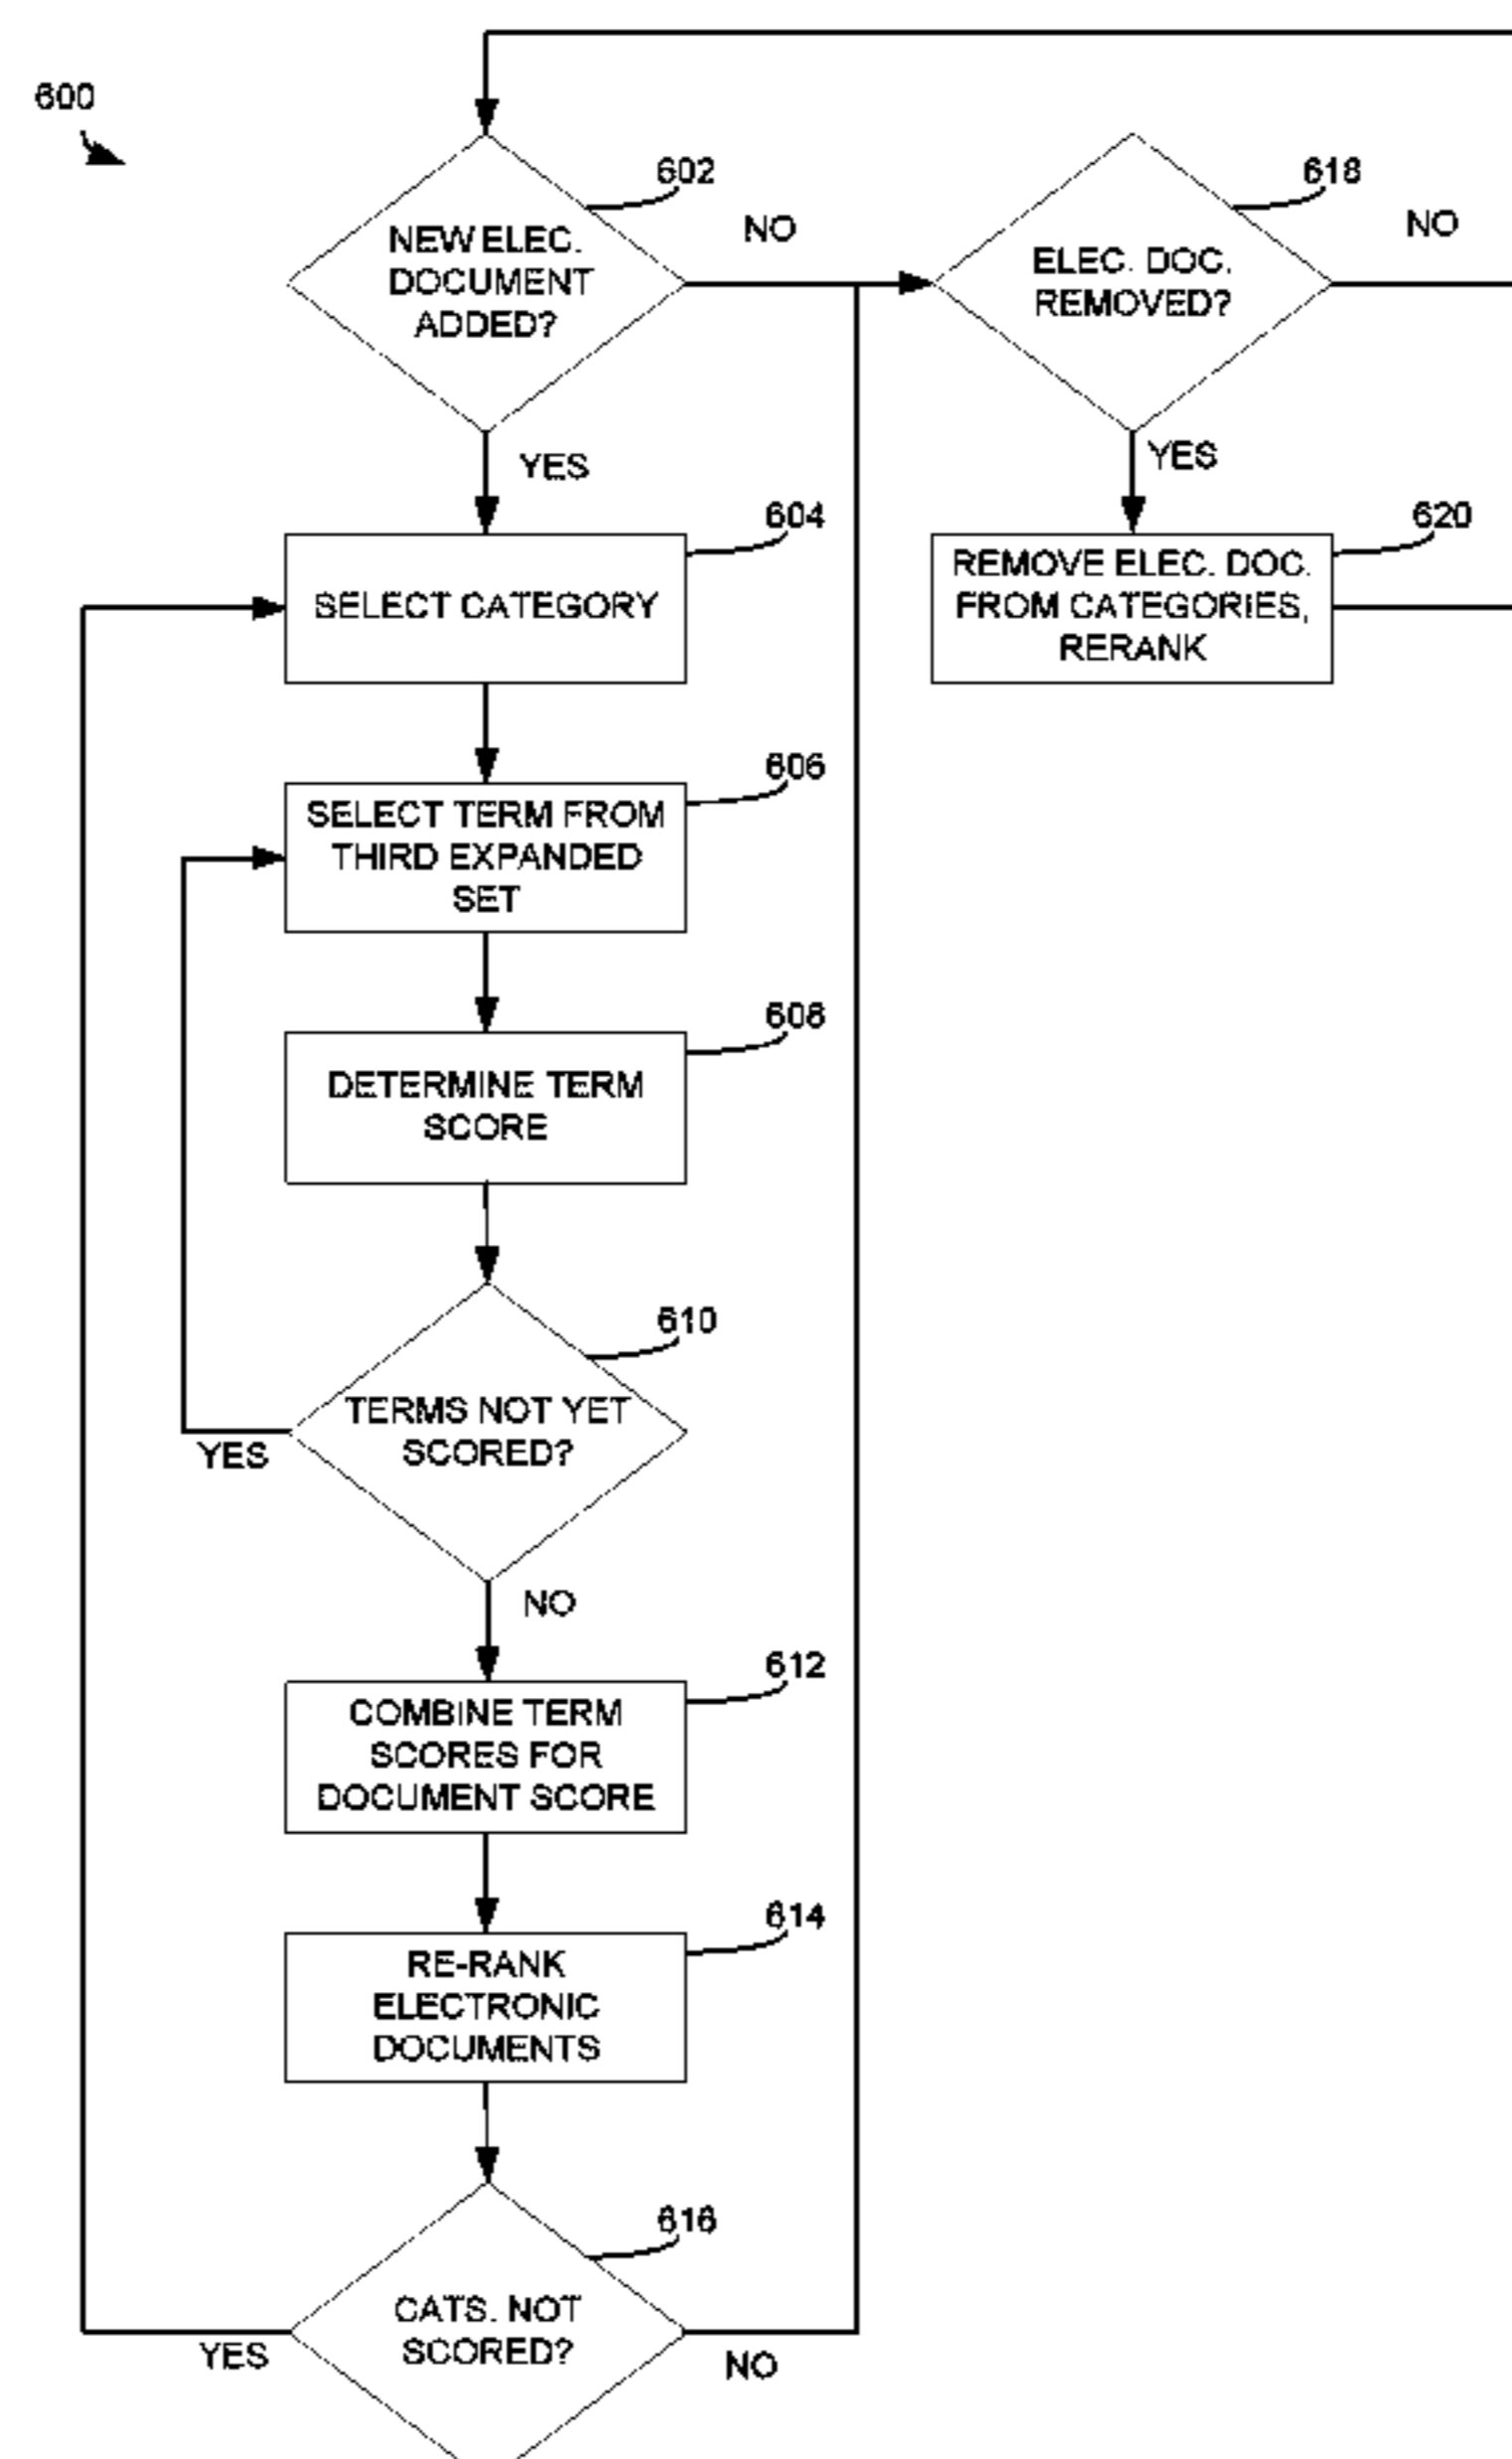 600
602
NEW ELEC.
DOCUMENT
ADDED?
NO
YES
618
ELEC. DOC.
REMOVED?
NO
YES
604
SELECT CATEGORY
620
REMOVE ELEC. DOC.
FROM CATEGORIES,
RERANK
606
SELECT TERM FROM
THIRD EXPANDED
SET
608
DETERMINE TERM
SCORE
610
TERMS NOT YET
SCORED?
YES
NO
612
COMBINE TERM
SCORES FOR
DOCUMENT SCORE
614
RE-RANK
ELECTRONIC
DOCUMENTS
616
CATS. NOT
SCORED?
YES
NO